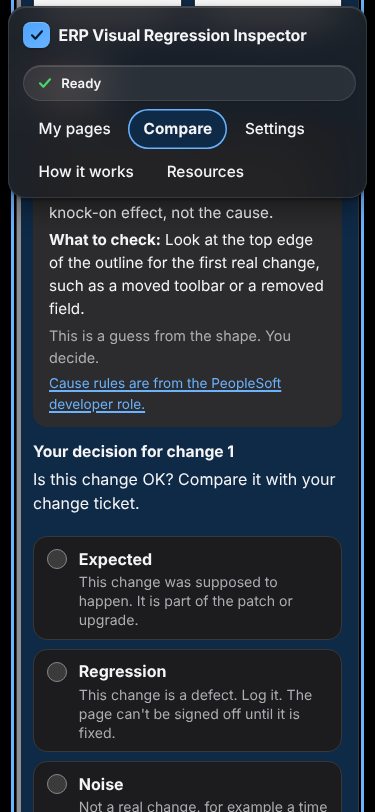 ERP Visual Regression Inspector
Ready
My pages
Compare
Settings
How it works
Resources
knock-on effect, not the cause.
What to check: Look at the top edge
of the outline for the first real change,
such as a moved toolbar or a removed
field.
This is a guess from the shape. You
decide.
Cause rules are from the PeopleSoft
developer role.
Your decision for change 1
Is this change OK? Compare it with your
change ticket.
Expected
This change was supposed to
happen. It is part of the patch or
upgrade.
Regression
This change is a defect. Log it. The
page can't be signed off until it is
fixed.
Noise
Not a real change, for example a time